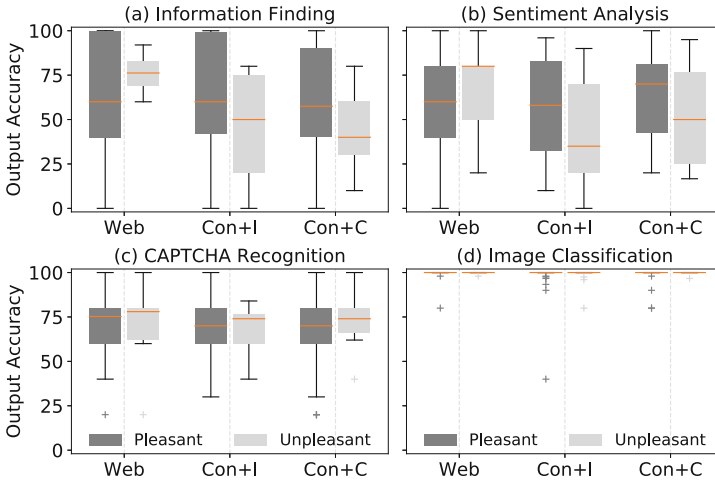 (a) Information Finding
(b) Sentiment Analysis
Output Accuracy
100
75
50
25
0
Web
Con+I
Con+C
Web
Con+I
Con+C
(c) CAPTCHA Recognition
(d) Image Classification
Output Accuracy
100
75
50
25
0
Pleasant
Unpleasant
Pleasant
Unpleasant
Web
Con+I
Con+C
Web
Con+I
Con+C